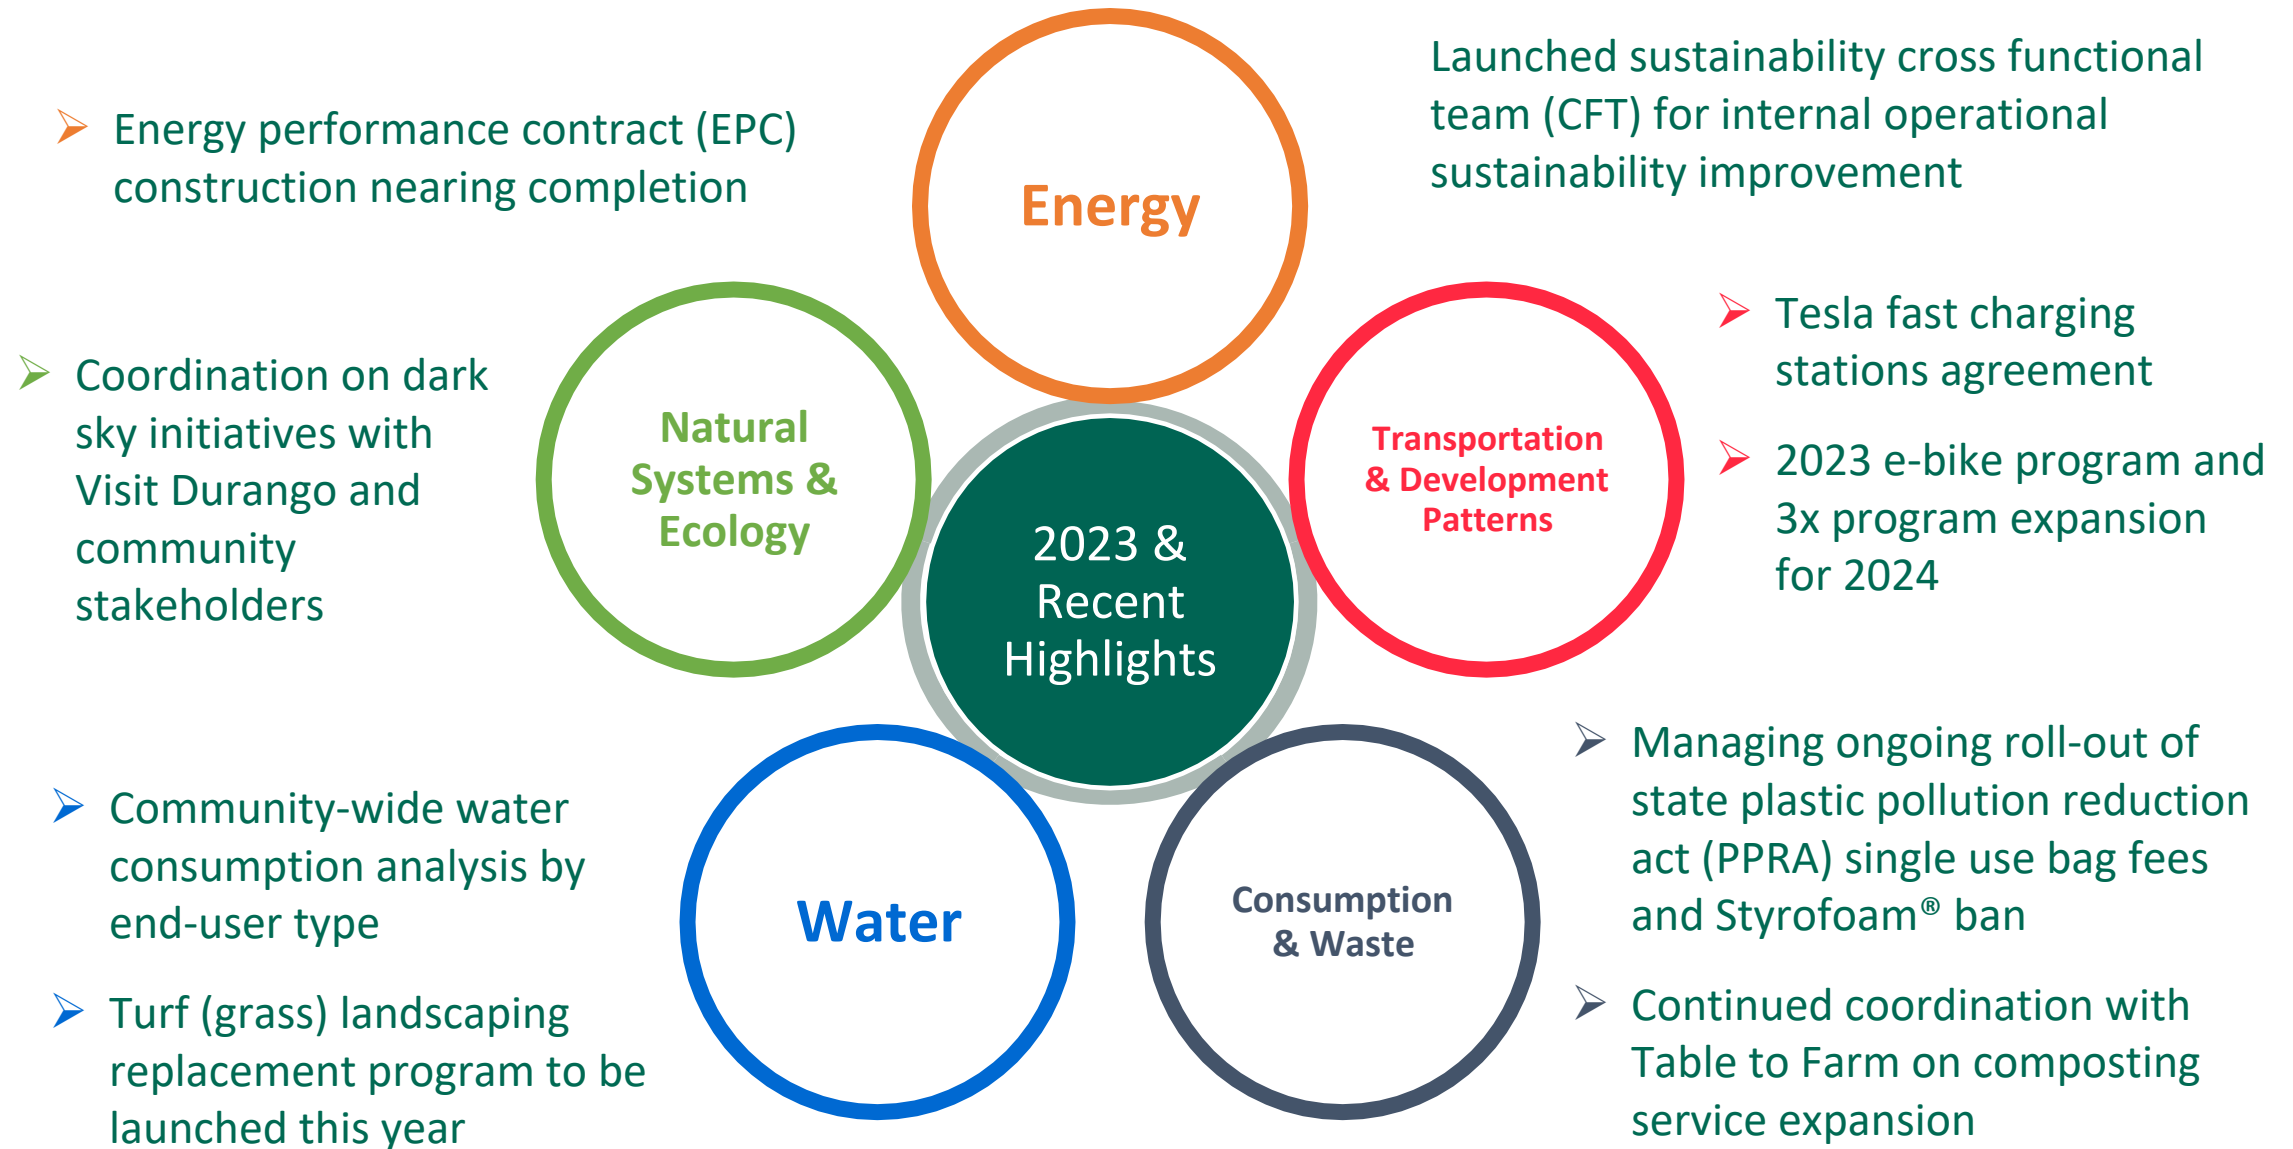 Energy performance contract (EPC)
construction nearing completion
Energy
Launched sustainability cross functional
team (CFT) for internal operational
sustainability improvement
Coordination on dark
sky initiatives with
Visit Durango and
community
stakeholders
Natural
Systems &
Ecology
2023 &
Recent
Highlights
Transportation
& Development
Patterns
Tesla fast charging
stations agreement
2023 e-bike program and
3x program expansion
for 2024
Community-wide water
consumption analysis by
end-user type
Turf (grass) landscaping
replacement program to be
launched this year
Water
Consumption
& Waste
Managing ongoing roll-out of
state plastic pollution reduction
act (PPRA) single use bag fees
and Styrofoam® ban
Continued coordination with
Table to Farm on composting
service expansion